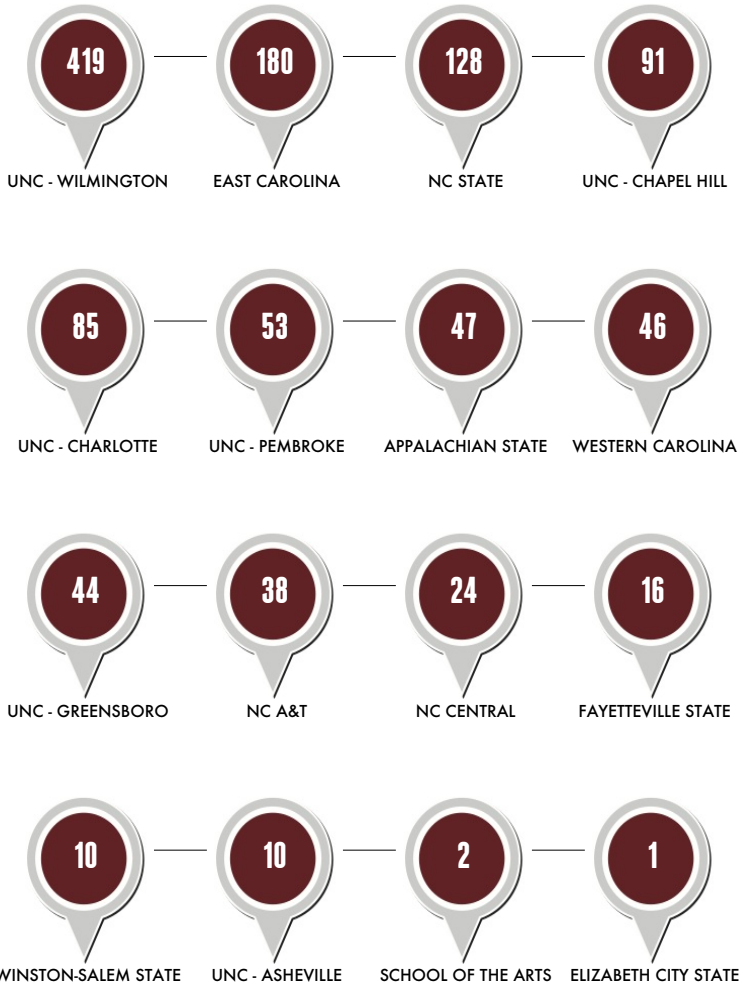 419 180 128 91
UNC - WILMINGTON EAST CAROLINA NC STATE UNC - CHAPEL HILL
85 53 47 46
UNC - CHARLOTTE UNC - PEMBROKE APPALACHIAN STATE WESTERN CAROLINA
44 38 24 16
UNC - GREENSBORO NC A&T NC CENTRAL FAYETTEVILLE STATE
10 10 2 1
WINSTON-SALEM STATE UNC - ASHEVILLE SCHOOL OF THE ARTS ELIZABETH CITY STATE